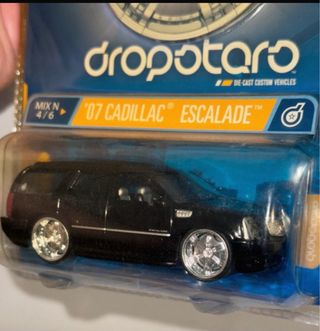 dropstars
DIE-CAST CUSTOM VEHICLES
MIX N
4/6
'07 CADILLAC® ESCALADE™